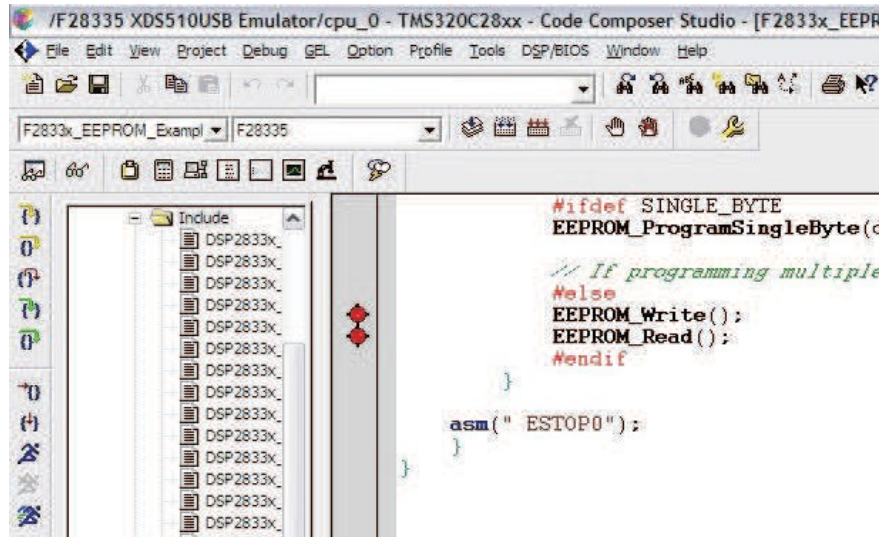 /F28335 XDS510USB Emulator/cpu_0 - TMS320C28xx - Code Composer Studio - [F2833x_EEPR
File Edit View Project Debug GEL Option Profile Tools DSP/BIOS Window Help
F2833x_EEPROM_Exampl F28335
Include
DSP2833x_
DSP2833x_
DSP2833x_
DSP2833x_
DSP2833x_
DSP2833x_
DSP2833x_
DSP2833x_
DSP2833x_
DSP2833x_
DSP2833x_
DSP2833x_
DSP2833x_
DSP2833x_
#ifdef SINGLE_BYTE
EEPROM_ProgramSingleByte(
// If programming multiple
#else
EEPROM_Write();
EEPROM_Read();
#endif
}
asm(" ESTOP0");
}
}